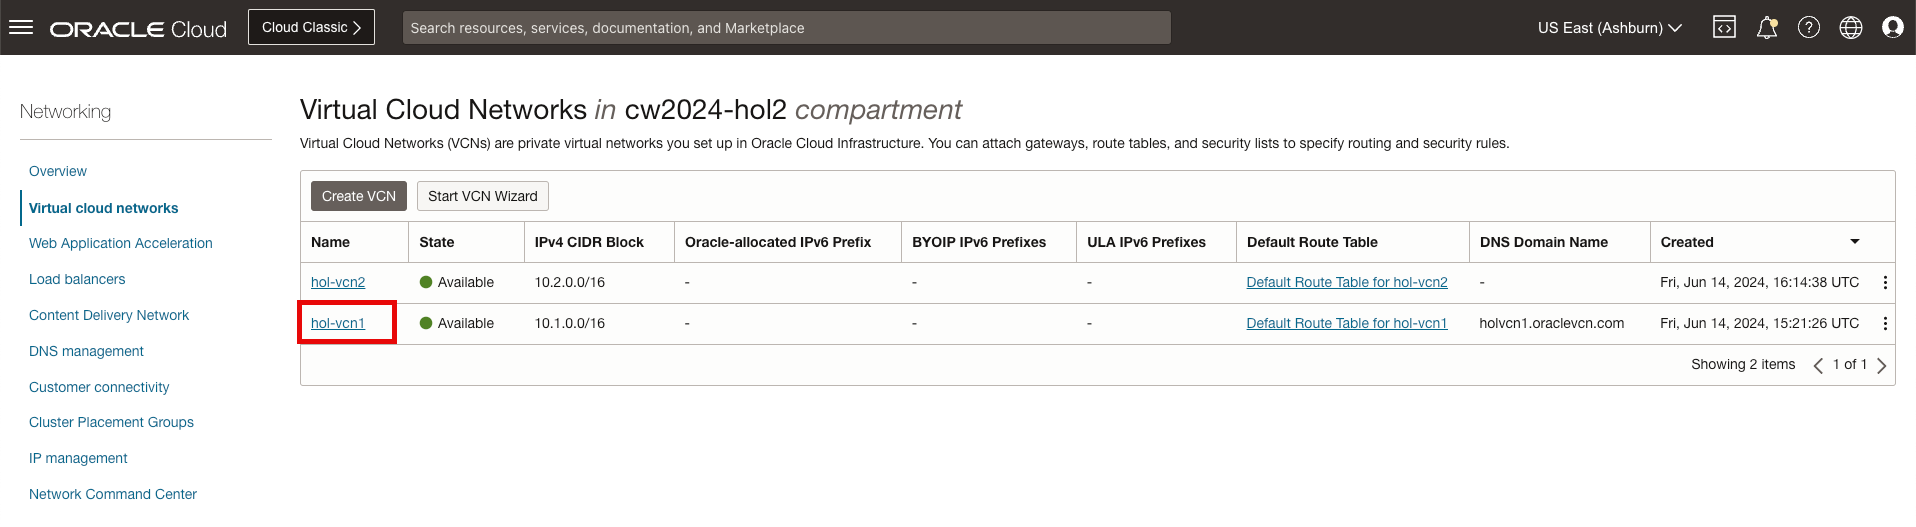 ORACLE Cloud
Cloud Classic
Search resources, services, documentation, and Marketplace
US East (Ashburn)
Networking
Overview
Virtual cloud networks
Web Application Acceleration
Load balancers
Content Delivery Network
DNS management
Customer connectivity
Cluster Placement Groups
IP management
Network Command Center
Virtual Cloud Networks in cw2024-hol2 compartment
Virtual Cloud Networks (VCNs) are private virtual networks you set up in Oracle Cloud Infrastructure. You can attach gateways, route tables, and security lists to specify routing and security rules.
Create VCN Start VCN Wizard
Name State IPv4 CIDR Block Oracle-allocated IPv6 Prefix BYOIP IPv6 Prefixes ULA IPv6 Prefixes Default Route Table DNS Domain Name Created
hol-vcn2 Available 10.2.0.0/16 - - - Default Route Table for hol-vcn2 - Fri, Jun 14, 2024, 16:14:38 UTC
hol-vcn1 Available 10.1.0.0/16 - - - Default Route Table for hol-vcn1 holvcn1.oraclevcn.com Fri, Jun 14, 2024, 15:21:26 UTC
Showing 2 items 1 of 1